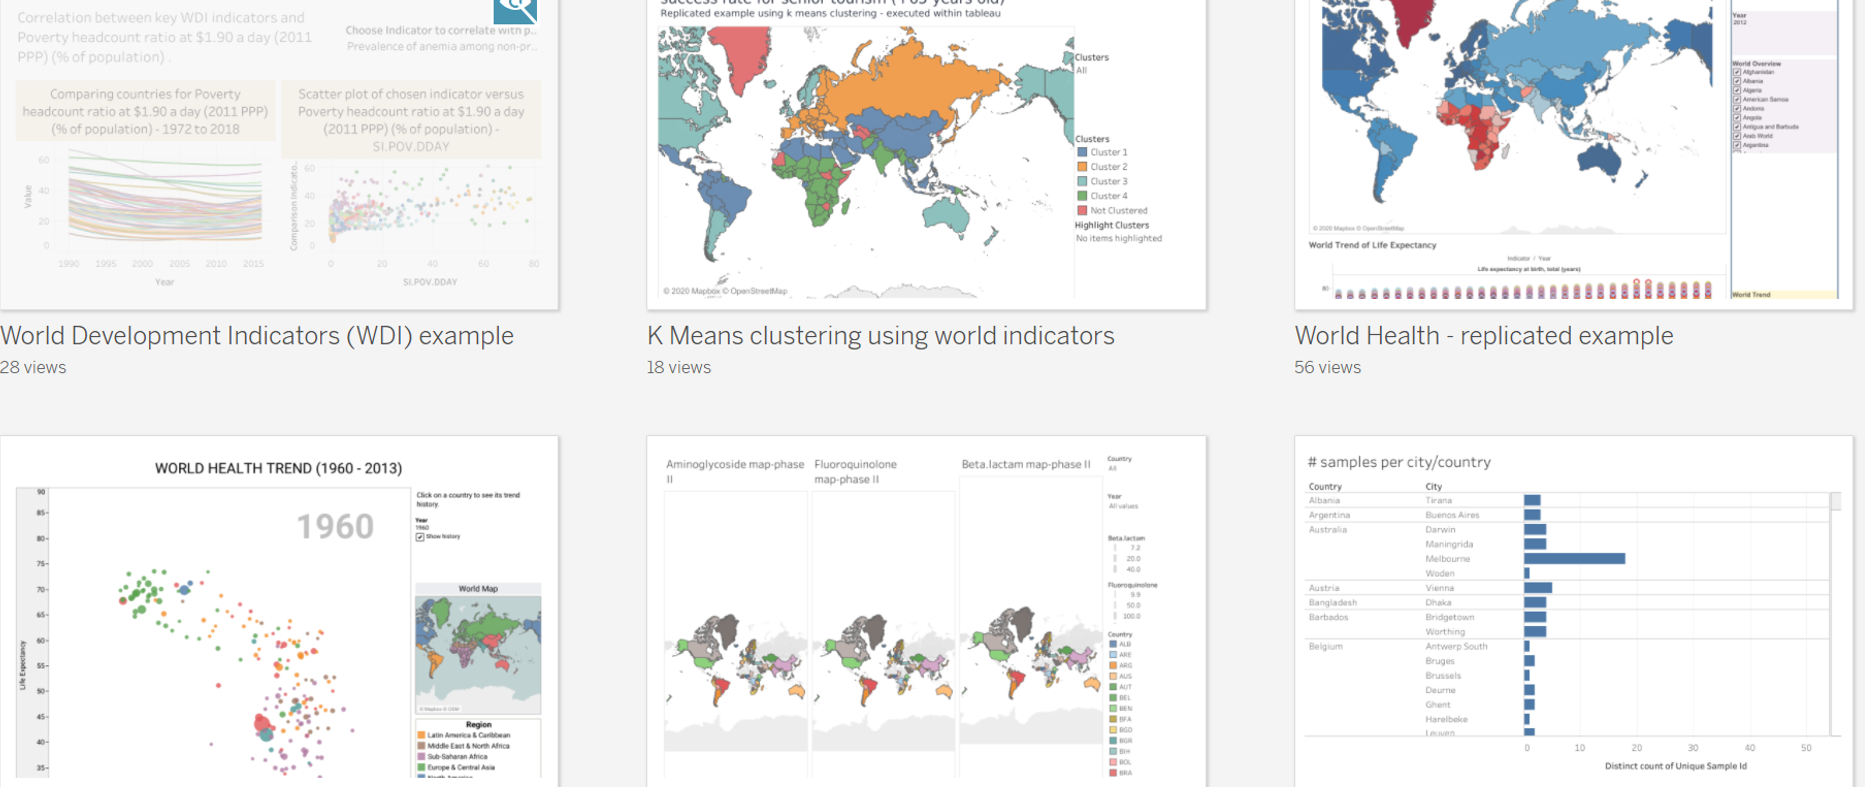 Correlation between key WDI indicators and
Poverty headcount ratio at $1.90 a day (2011
PPP) (% of population) .
Choose Indicator to correlate with p..
Prevalence of anemia among non-pr..
Comparing countries for Poverty
headcount ratio at $1.90 a day (2011 PPP)
(% of population) - 1972 to 2018
Scatter plot of chosen indicator versus
Poverty headcount ratio at $1.90 a day
(2011 PPP) (% of population) -
SI.POV.DDAY
Value
60
40
20
0
1990 1995 2000 2005 2010 2015
Year
Comparison Indicato..
60
40
20
0
0 20 40 60 80
SI.POV.DDAY
World Development Indicators (WDI) example
28 views
success rate for senior tourism (+65 years old)
Replicated example using k means clustering - executed within tableau
Clusters
All
Clusters
Cluster 1
Cluster 2
Cluster 3
Cluster 4
Not Clustered
Highlight Clusters
No items highlighted
© 2020 Mapbox © OpenStreetMap
K Means clustering using world indicators
18 views
Year
2012
World Overview
Afghanistan
Albania
Algeria
American Samoa
Andorra
Angola
Antigua and Barbuda
Arab World
Argentina
© 2020 Mapbox © OpenStreetMap
World Trend of Life Expectancy
Indicator / Year
Life expectancy at birth, total (years)
80
World Trend
World Health - replicated example
56 views
WORLD HEALTH TREND (1960 - 2013)
1960
Life Expectancy
90
85
80
75
70
65
60
55
50
45
40
35
Click on a country to see its trend
history.
Year
1960
Show history
World Map
© Mapbox © OSM
Region
Latin America & Caribbean
Middle East & North Africa
Sub-Saharan Africa
Europe & Central Asia
North America
Aminoglycoside map-phase
II
Fluoroquinolone
map-phase II
Beta.lactam map-phase II
Country
All
Year
All values
Beta.lactam
7.2
20.0
40.0
Fluoroquinolone
9.9
50.0
100.0
Country
ALB
ARE
ARG
AUS
AUT
BEL
BEN
BFA
BGD
BGR
BIH
BOL
BRA
# samples per city/country
Country City
Albania Tirana
Argentina Buenos Aires
Australia Darwin
Maningrida
Melbourne
Woden
Austria Vienna
Bangladesh Dhaka
Barbados Bridgetown
Worthing
Belgium Antwerp South
Bruges
Brussels
Deurne
Ghent
Harelbeke
Leuven
0 10 20 30 40 50
Distinct count of Unique Sample Id